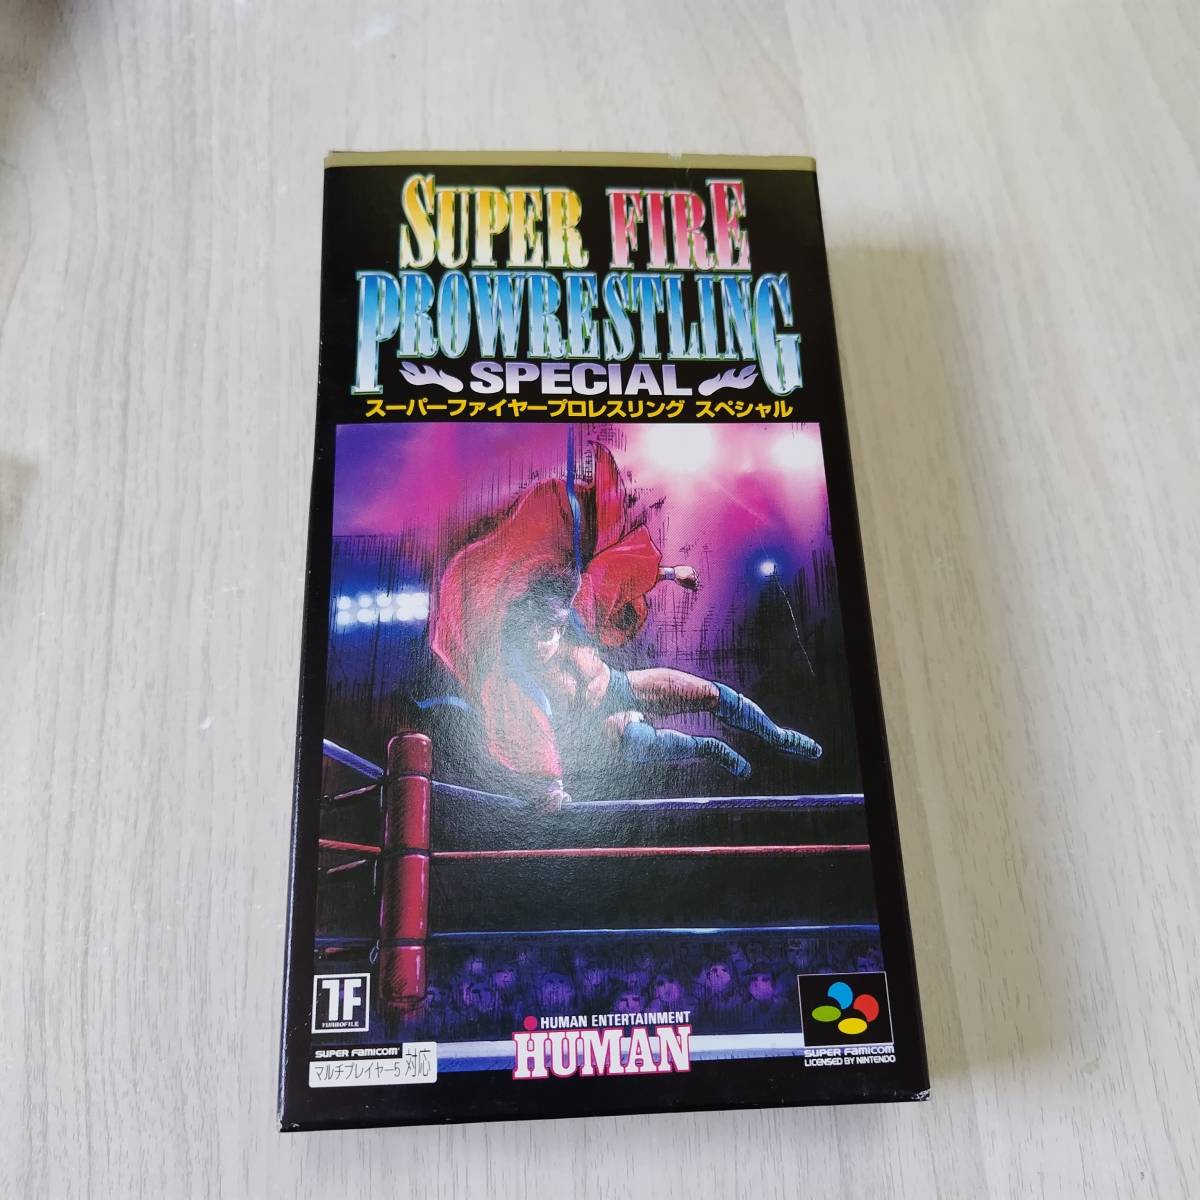 SUPER FIRE
PROWRESTLING
SPECIAL
スーパーファイヤープロレスリング スペシャル
TF
TURBOFILE
SUPER FAMICOM
マルチプレイヤー5 対応
HUMAN ENTERTAINMENT
HUMAN
SUPER FAMICOM
LICENSED BY NINTENDO